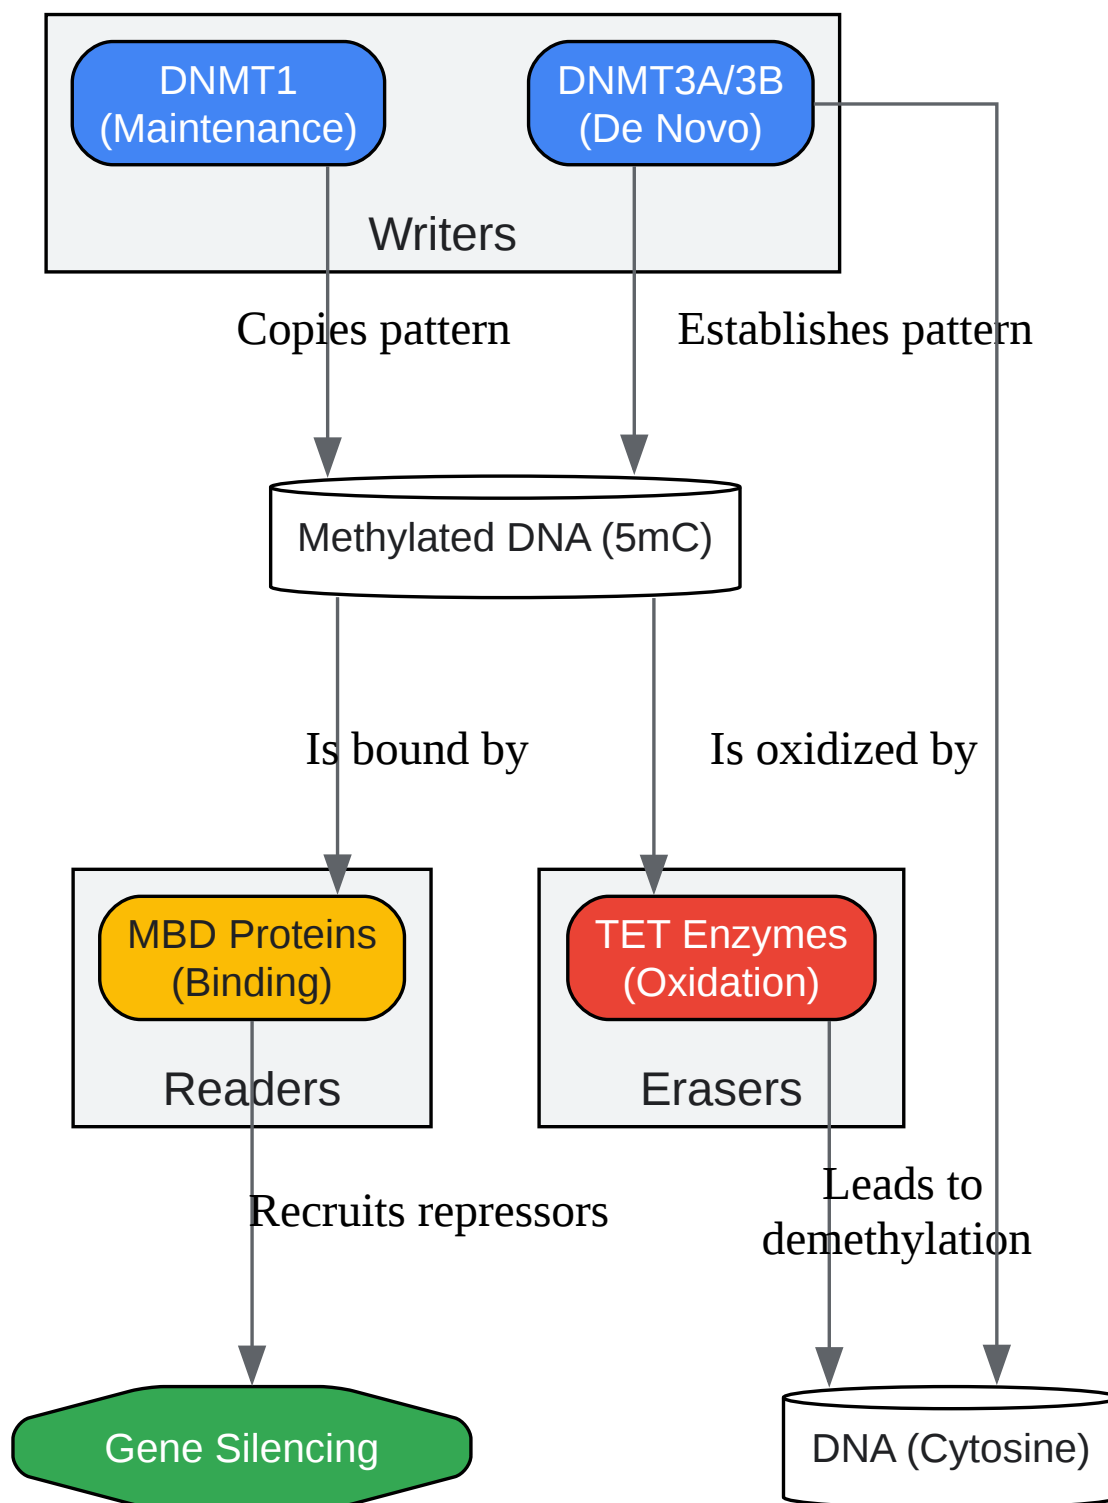 DNMT1
(Maintenance)
DNMT3A/3B
(De Novo)
Writers
Copies pattern
Establishes pattern
Methylated DNA (5mC)
Is bound by
Is oxidized by
MBD Proteins
(Binding)
TET Enzymes
(Oxidation)
Readers
Erasers
Recruits repressors
Leads to
demethylation
Gene Silencing
DNA (Cytosine)